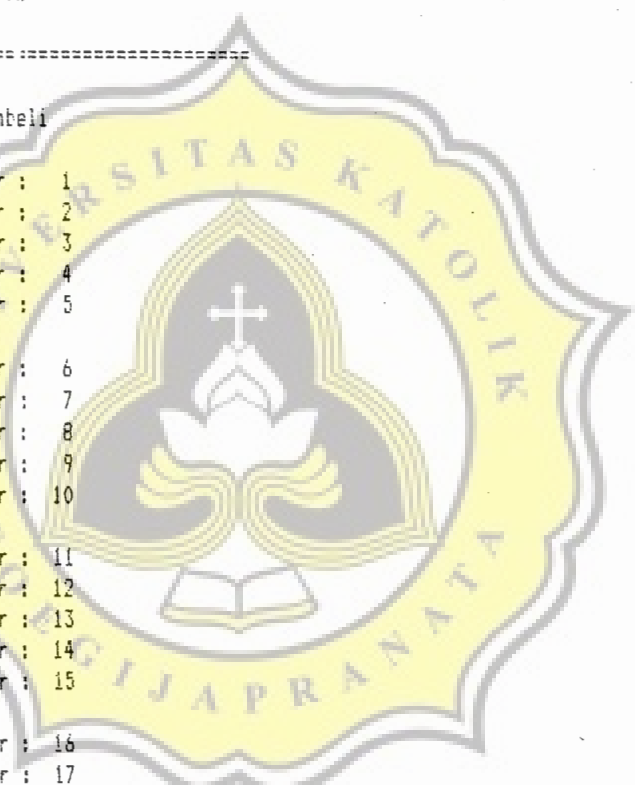 ========================
mbeli
r : 1
r : 2
r : 3
r : 4
r : 5
r : 6
r : 7
r : 8
r : 9
r : 10
r : 11
r : 12
r : 13
r : 14
r : 15
r : 16
r : 17
VERSITAS KATOLIK
OEGIJAPRANATA